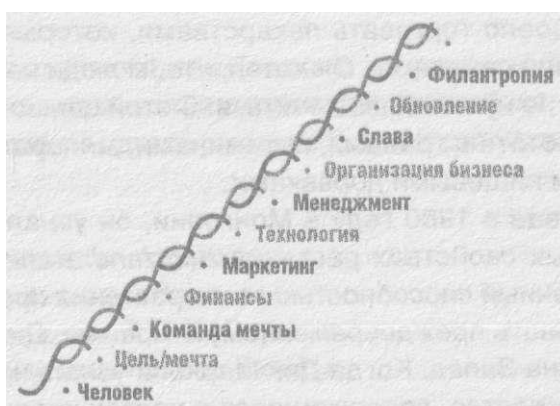 • Филантропия
• Обновление
• Слава
• Организация бизнеса
• Менеджмент
• Технология
• Маркетинг
• Финансы
• Команда мечты
• Цель/мечта
• Человек